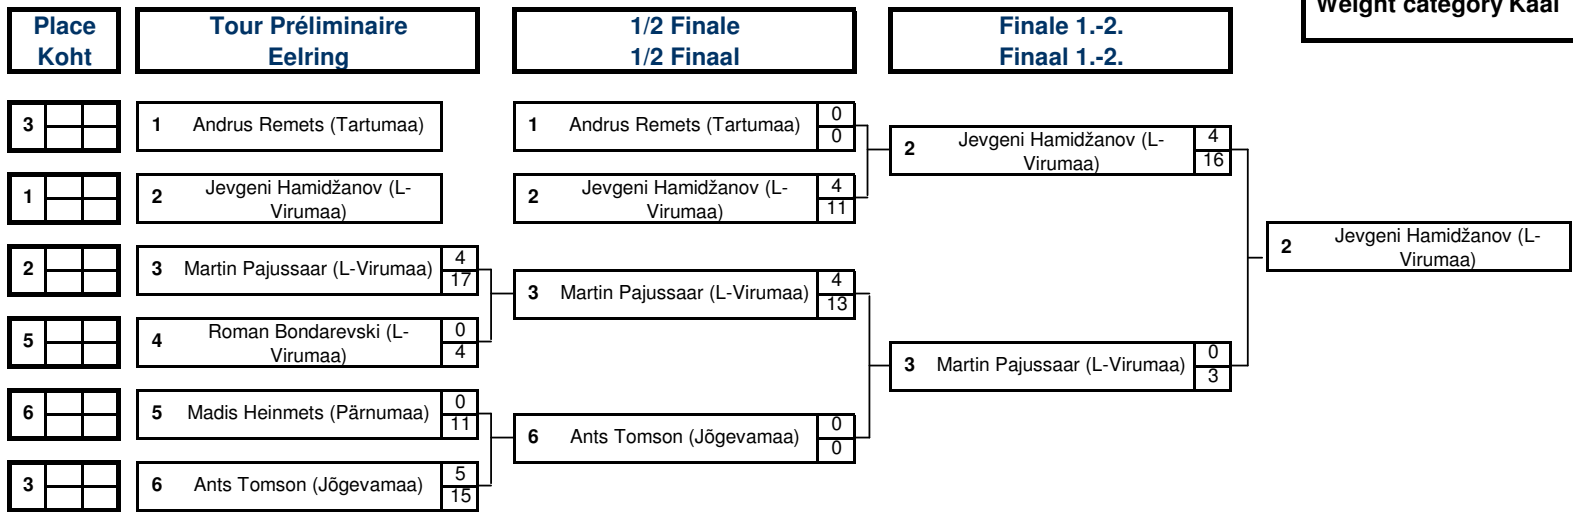 Weight category Kaal
Place
Koht
Tour Préliminaire
Eelring
1/2 Finale
1/2 Finaal
Finale 1.-2.
Finaal 1.-2.
3
1 Andrus Remets (Tartumaa)
1 Andrus Remets (Tartumaa) 0
0
2 Jevgeni Hamidžanov (L-
Virumaa)
4
16
1
2 Jevgeni Hamidžanov (L-
Virumaa)
2 Jevgeni Hamidžanov (L-
Virumaa)
4
11
2 Jevgeni Hamidžanov (L-
Virumaa)
2
3 Martin Pajussaar (L-Virumaa) 4
17
3 Martin Pajussaar (L-Virumaa) 4
13
5
4 Roman Bondarevski (L-
Virumaa)
0
4
3 Martin Pajussaar (L-Virumaa) 0
3
6
5 Madis Heinmets (Pärnumaa) 0
11
6 Ants Tomson (Jõgevamaa) 0
0
3
6 Ants Tomson (Jõgevamaa) 5
15